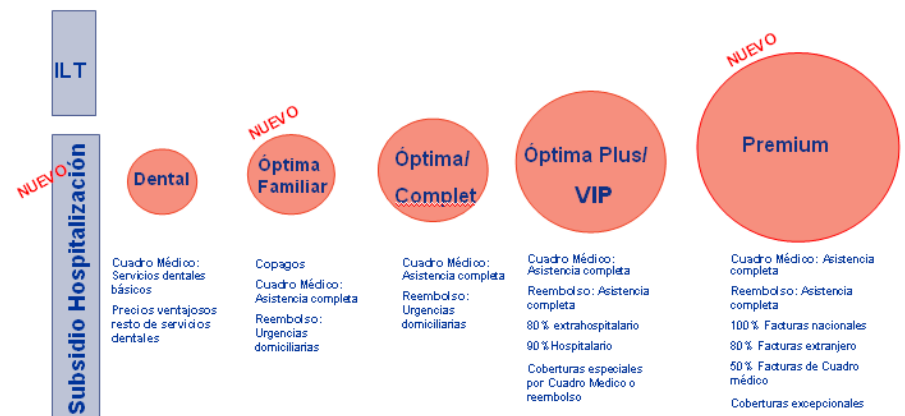 ILT
NUEVO
Subsidio Hospitalización
Dental
Cuadro Médico:
Servicios dentales
básicos
Precios ventajosos
resto de servicios
dentales
NUEVO
Óptima
Familiar
Copagos
Cuadro Médico:
Asistencia completa
Reembolso:
Urgencias
domiciliarias
Óptima/
Complet
Cuadro Médico:
Asistencia completa
Reembolso:
Urgencias
domiciliarias
Óptima Plus/
VIP
Cuadro Médico:
Asistencia completa
Reembolso: Asistencia
completa
80% extrahospitalario
90%Hospitalario
Coberturas especiales
por Cuadro Medico o
reembolso
NUEVO
Premium
Cuadro Médico: Asistencia
completa
Reembolso: Asistencia
completa
100% Facturas nacionales
80% Facturas extranjero
50% Facturas de Cuadro
médico
Coberturas excepcionales